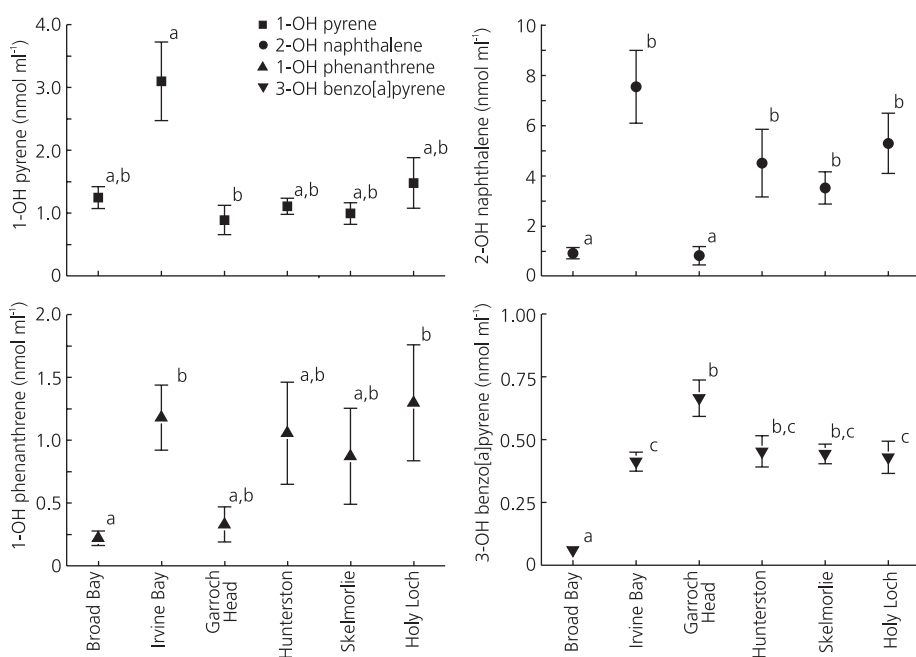 1-OH pyrene (nmol ml⁻¹)
4.0
3.0
2.0
1.0
0
a,b
a
b
a,b
a,b
a,b
1-OH pyrene
2-OH naphthalene
1-OH phenanthrene
3-OH benzo[a]pyrene
2-OH naphthalene (nmol ml⁻¹)
10
8
6
4
2
0
a
b
a
b
b
b
1-OH phenanthrene (nmol ml⁻¹)
2.0
1.5
1.0
0.5
0
a
b
a,b
a,b
a,b
b
Broad Bay
Irvine Bay
Garroch
Head
Hunterston
Skelmorlie
Holy Loch
3-OH benzo[a]pyrene (nmol ml⁻¹)
1.00
0.75
0.50
0.25
0
a
c
b
b,c
b,c
c
Broad Bay
Irvine Bay
Garroch
Head
Hunterston
Skelmorlie
Holy Loch